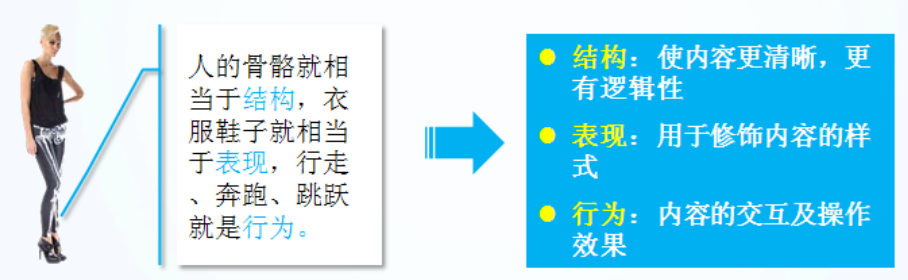 人的骨骼就相
当于结构，衣
服鞋子就相当
于表现，行走
、奔跑、跳跃
就是行为。
结构：使内容更清晰，更
有逻辑性
表现：用于修饰内容的样
式
行为：内容的交互及操作
效果